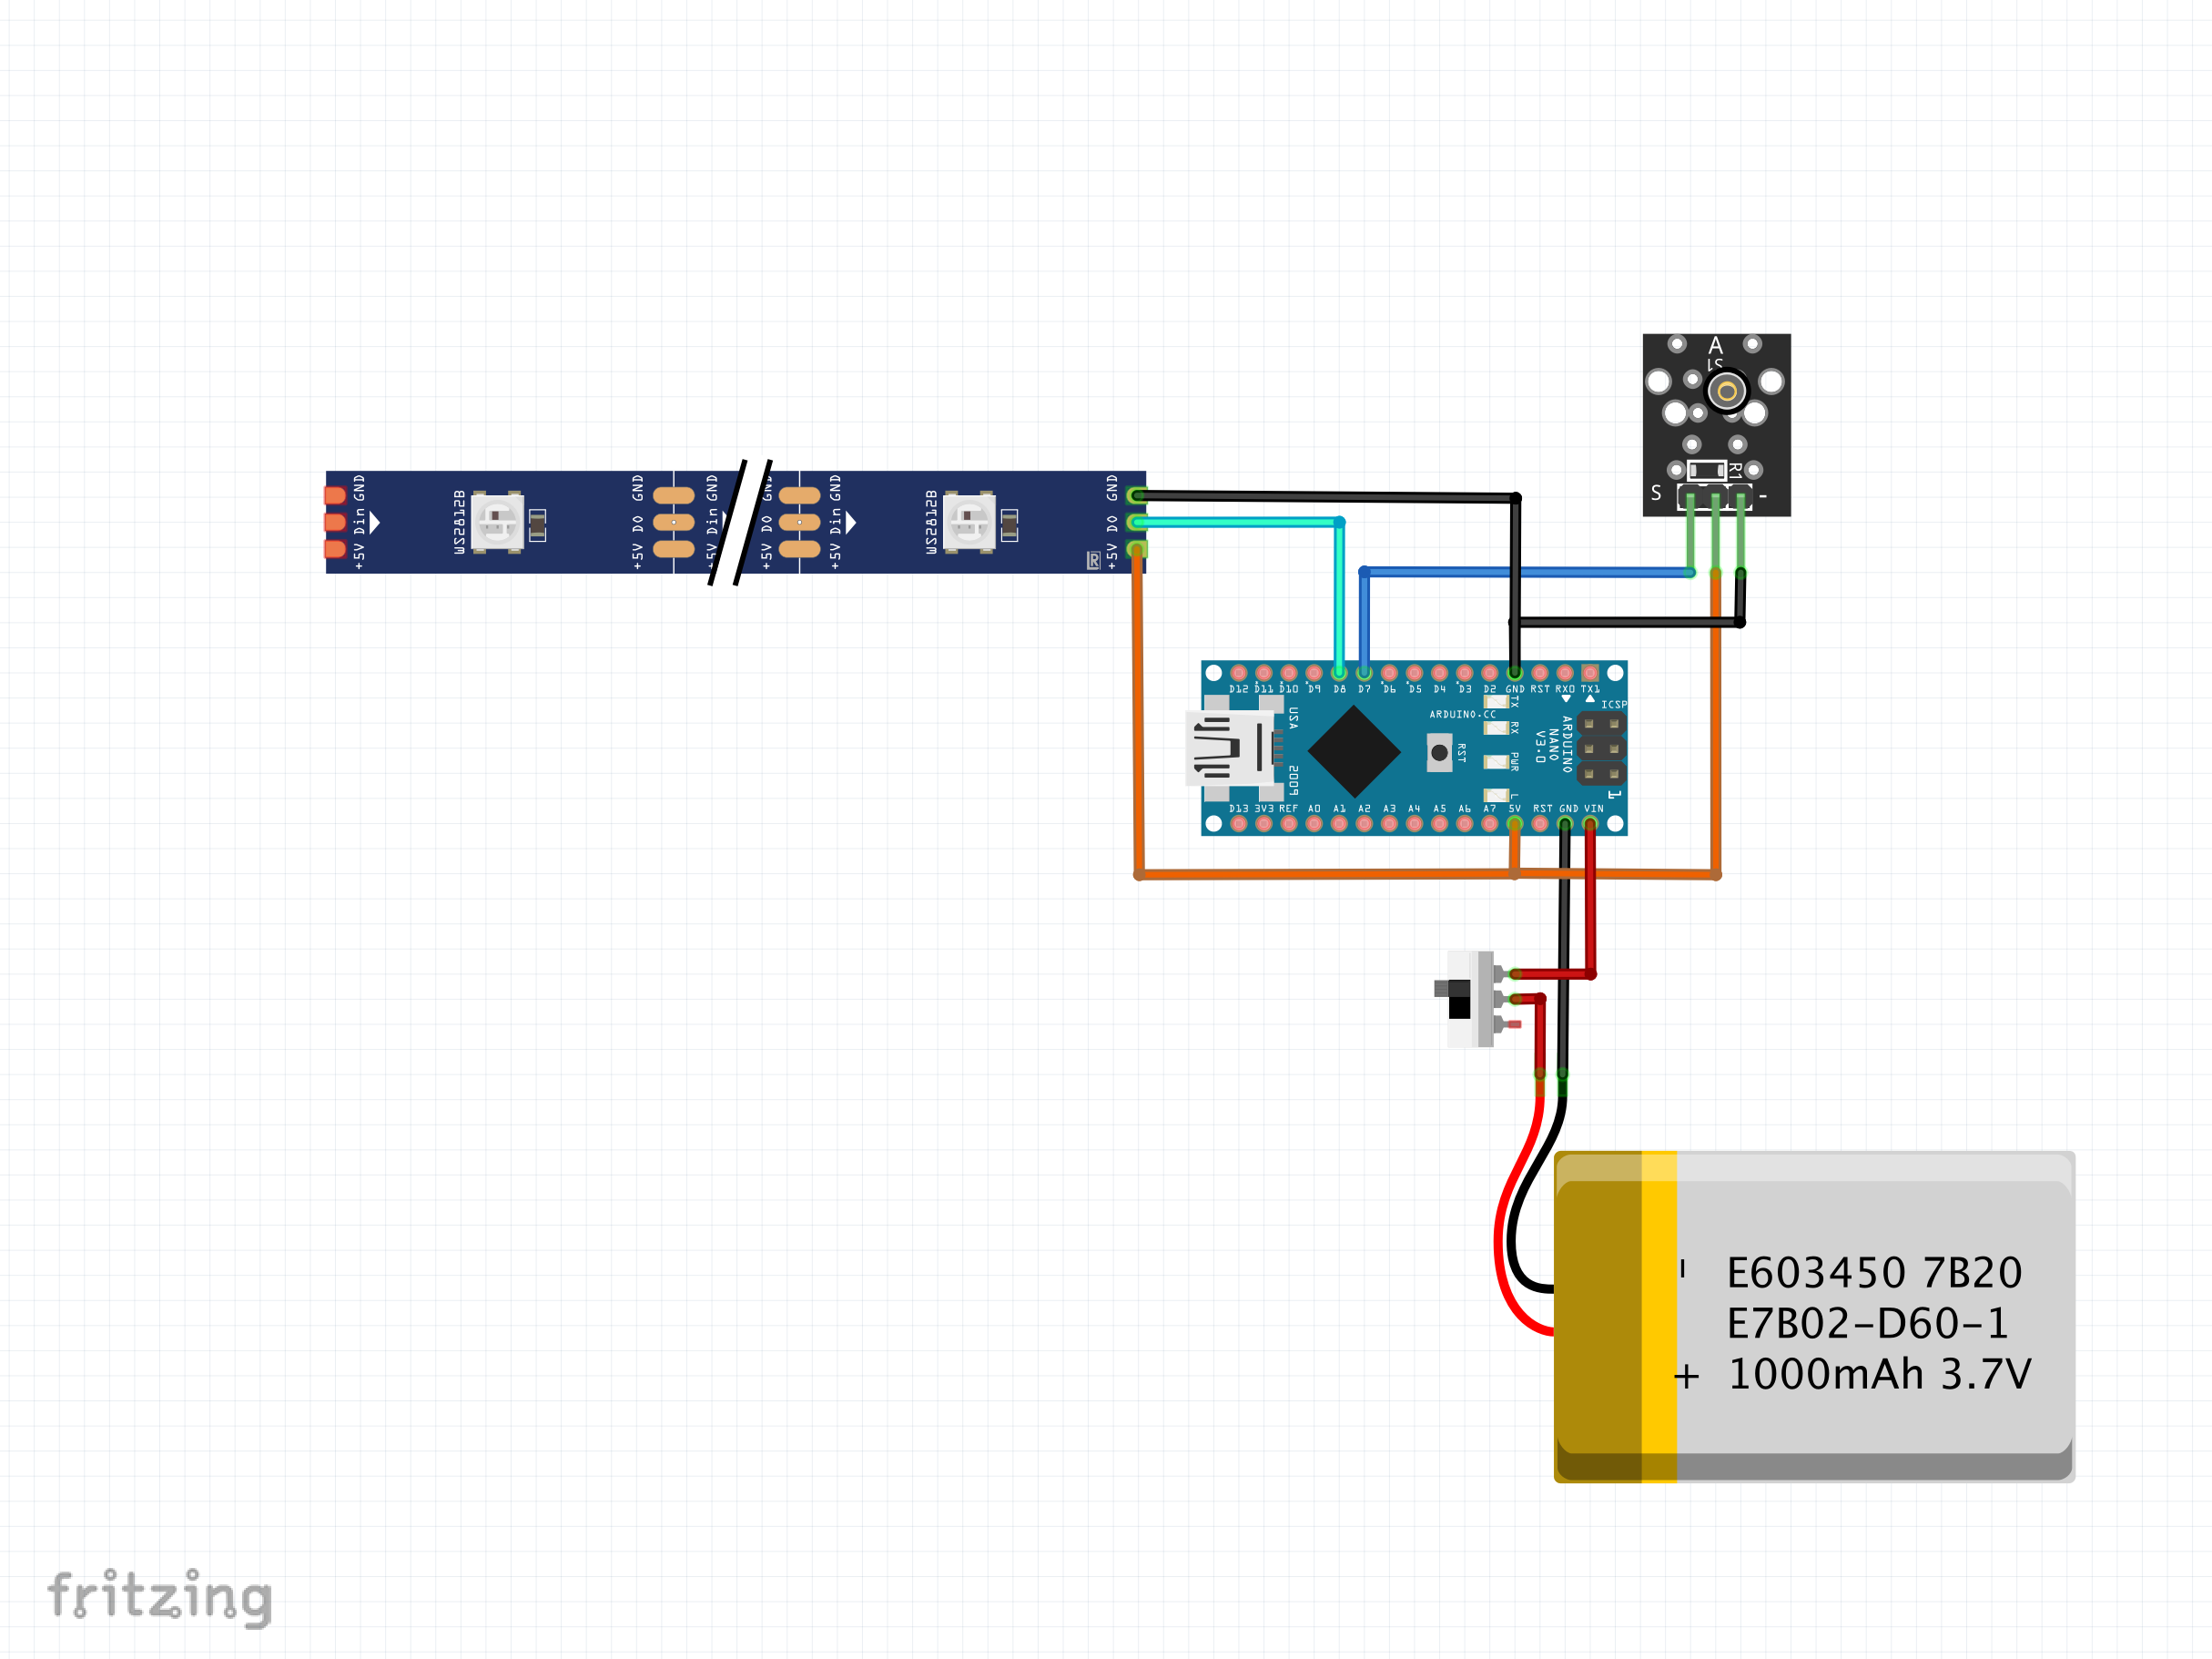 A
S1
R1
S -
GND
Din
+5V
WS2812B
GND
DO
+5V
GND
Din
+5V
GND
DO
+5V
GND
Din
+5V
WS2812B
GND
DO
+5V
R
D12 D11 D10 D9 D8 D7 D6 D5 D4 D3 D2 GND RST RX0 TX1
ICSP
1
USA
2009
ARDUINO.CC
RST
TX
RX
PWR
L
ARDUINO
NANO
V3.0
D13 3V3 REF A0 A1 A2 A3 A4 A5 A6 A7 5V RST GND VIN
- E603450 7B20
E7B02-D60-1
+ 1000mAh 3.7V
fritzing